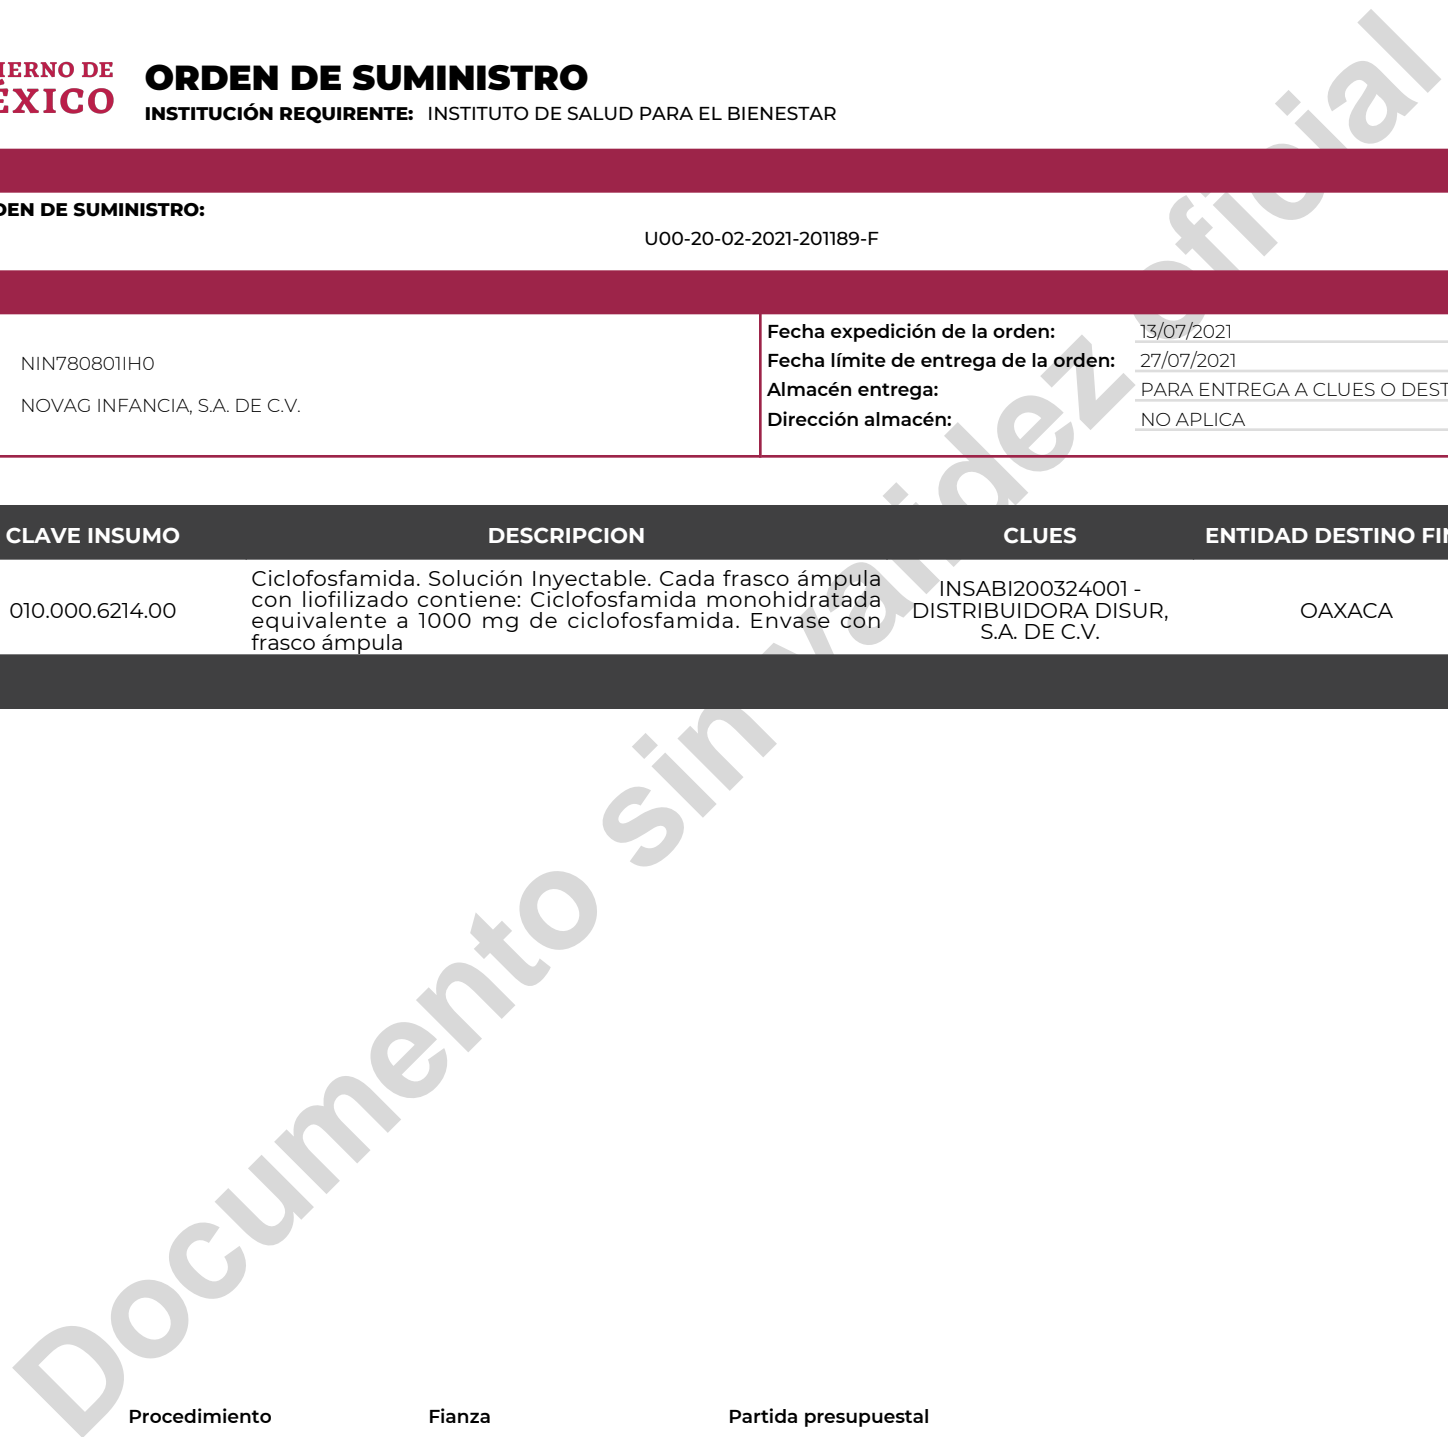 IERNO DE
ÉXICO
ORDEN DE SUMINISTRO
INSTITUCIÓN REQUIRENTE: INSTITUTO DE SALUD PARA EL BIENESTAR
DEN DE SUMINISTRO:
U00-20-02-2021-201189-F
NIN780801IH0
NOVAG INFANCIA, S.A. DE C.V.
Fecha expedición de la orden: 13/07/2021
Fecha límite de entrega de la orden: 27/07/2021
Almacén entrega: PARA ENTREGA A CLUES O DEST
Dirección almacén: NO APLICA
CLAVE INSUMO DESCRIPCION CLUES ENTIDAD DESTINO FIN
010.000.6214.00
Ciclofosfamida. Solución Inyectable. Cada frasco ámpula
con liofilizado contiene: Ciclofosfamida monohidratada
equivalente a 1000 mg de ciclofosfamida. Envase con
frasco ámpula
INSABI200324001 -
DISTRIBUIDORA DISUR,
S.A. DE C.V.
OAXACA
Documento sin validez oficial
Procedimiento Fianza Partida presupuestal